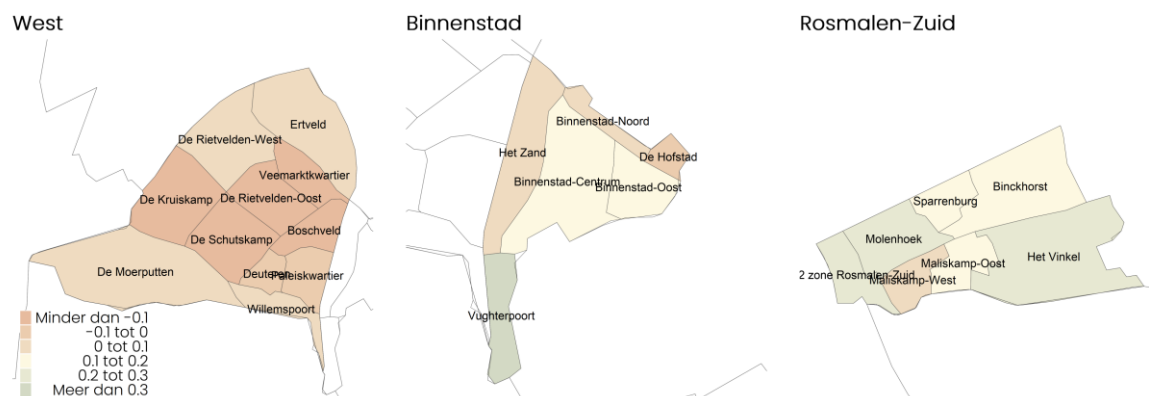 West
Binnenstad
Rosmalen-Zuid
Ertveld
De Rietvelden-West
Veemarktkwartier
De Kruiskamp
De Rietvelden-Oost
Boschveld
De Schutskamp
De Moerputten
Deuteren
Paleiskwartier
Willemspoort
Minder dan -0.1
-0.1 tot 0
0 tot 0.1
0.1 tot 0.2
0.2 tot 0.3
Meer dan 0.3
Binnenstad-Noord
Het Zand
De Hofstad
Binnenstad-Centrum
Binnenstad-Oost
Vughterpoort
Binckhorst
Sparrenburg
Molenhoek
Maliskamp-Oost
Het Vinkel
2 zone Rosmalen-Zuid
Maliskamp-West